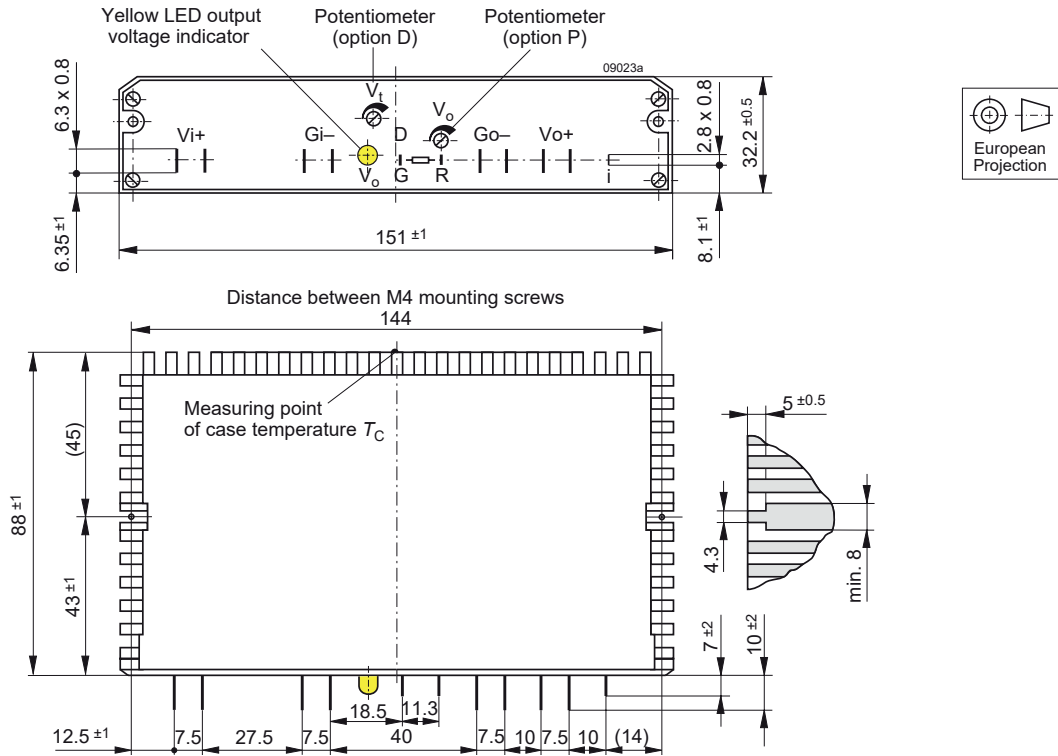 Yellow LED output
voltage indicator
Potentiometer
(option D)
Potentiometer
(option P)
09023a
6.3 x 0.8
6.35 ±1
Vi+
Gi–
Vt
Vo
D
G
R
Vo
Go–
Vo+
i
2.8 x 0.8
32.2 ±0.5
8.1 ±1
151 ±1
European
Projection
Distance between M4 mounting screws
144
Measuring point
of case temperature TC
88 ±1
(45)
43 ±1
5 ±0.5
4.3
min. 8
7 ±2
10 ±2
18.5
11.3
12.5 ±1
7.5
27.5
7.5
40
7.5
10
7.5
10
(14)